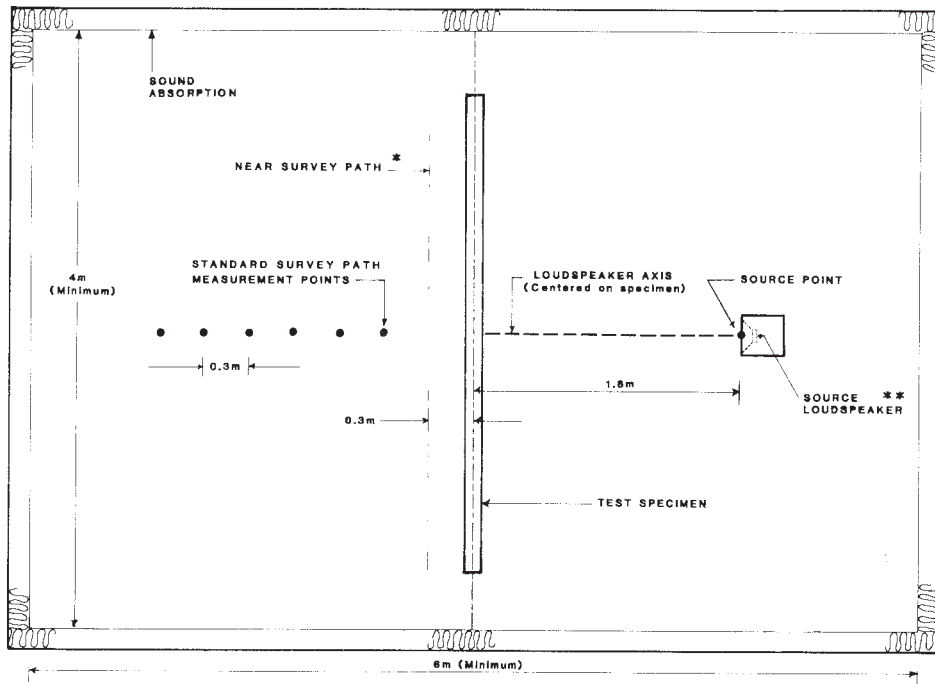 SOUND
ABSORPTION
NEAR SURVEY PATH *
4m
(Minimum)
STANDARD SURVEY PATH
MEASUREMENT POINTS
LOUDSPEAKER AXIS
(Centered on specimen)
SOURCE POINT
0.3m
1.8m
SOURCE **
LOUDSPEAKER
0.3m
TEST SPECIMEN
6m (Minimum)